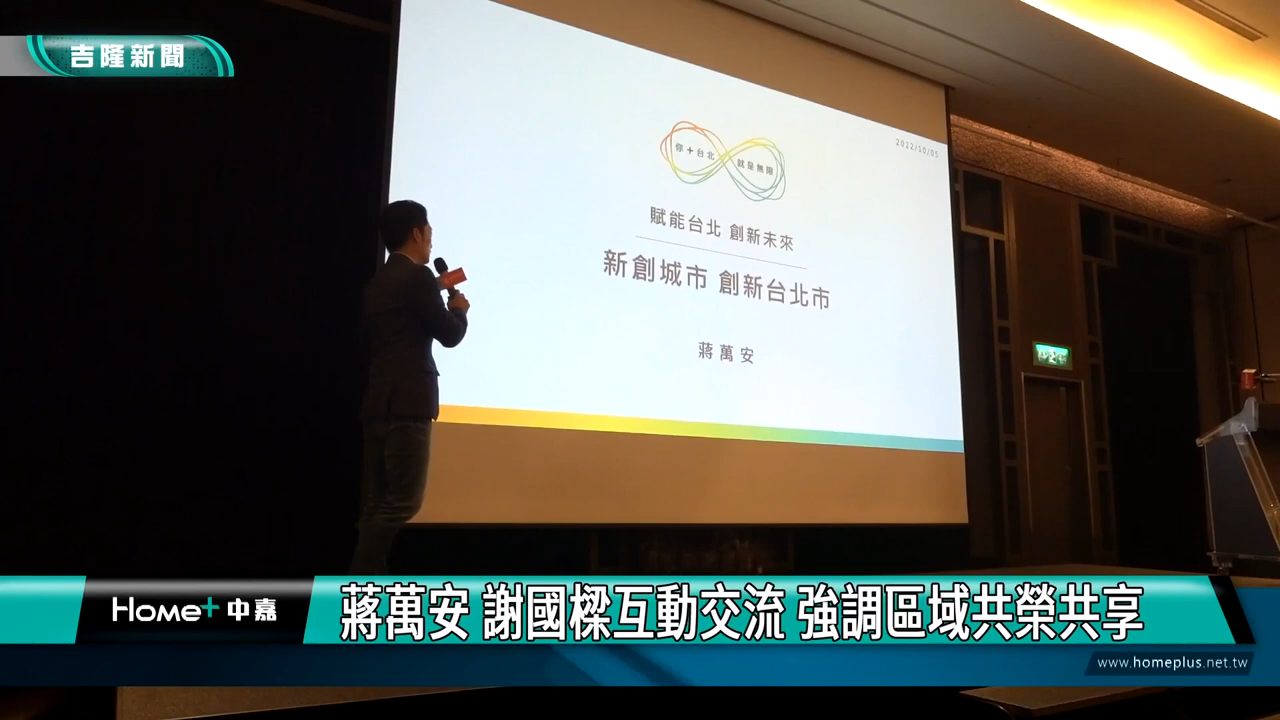 吉隆新聞
2022/10/05
你+台北 就是無限
賦能台北 創新未來
新創城市 創新台北市
蔣萬安
Home+中嘉
蔣萬安 謝國樑互動交流 強調區域共榮共享
www.homeplus.net.tw